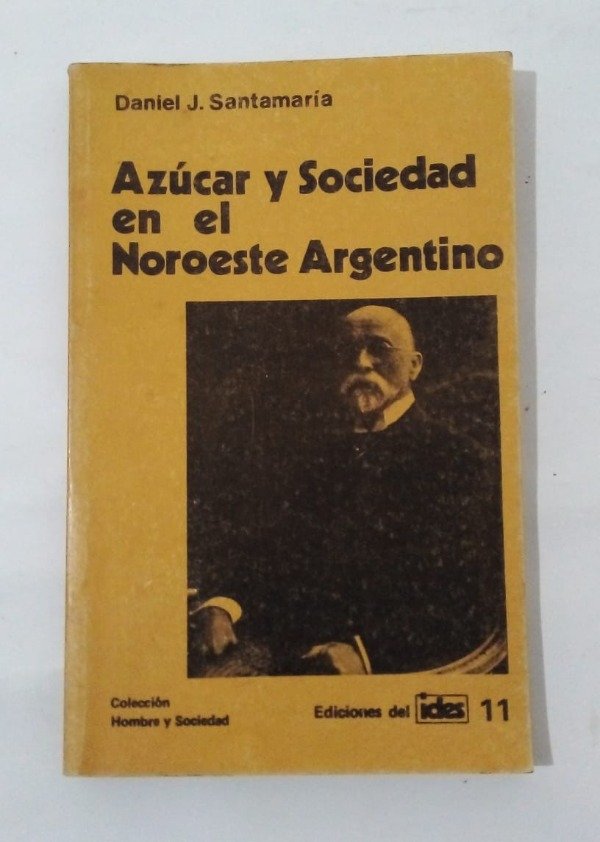 Daniel J. Santamaría
Azúcar y Sociedad
en el
Noroeste Argentino
Colección
Hombre y Sociedad
Ediciones del ides 11